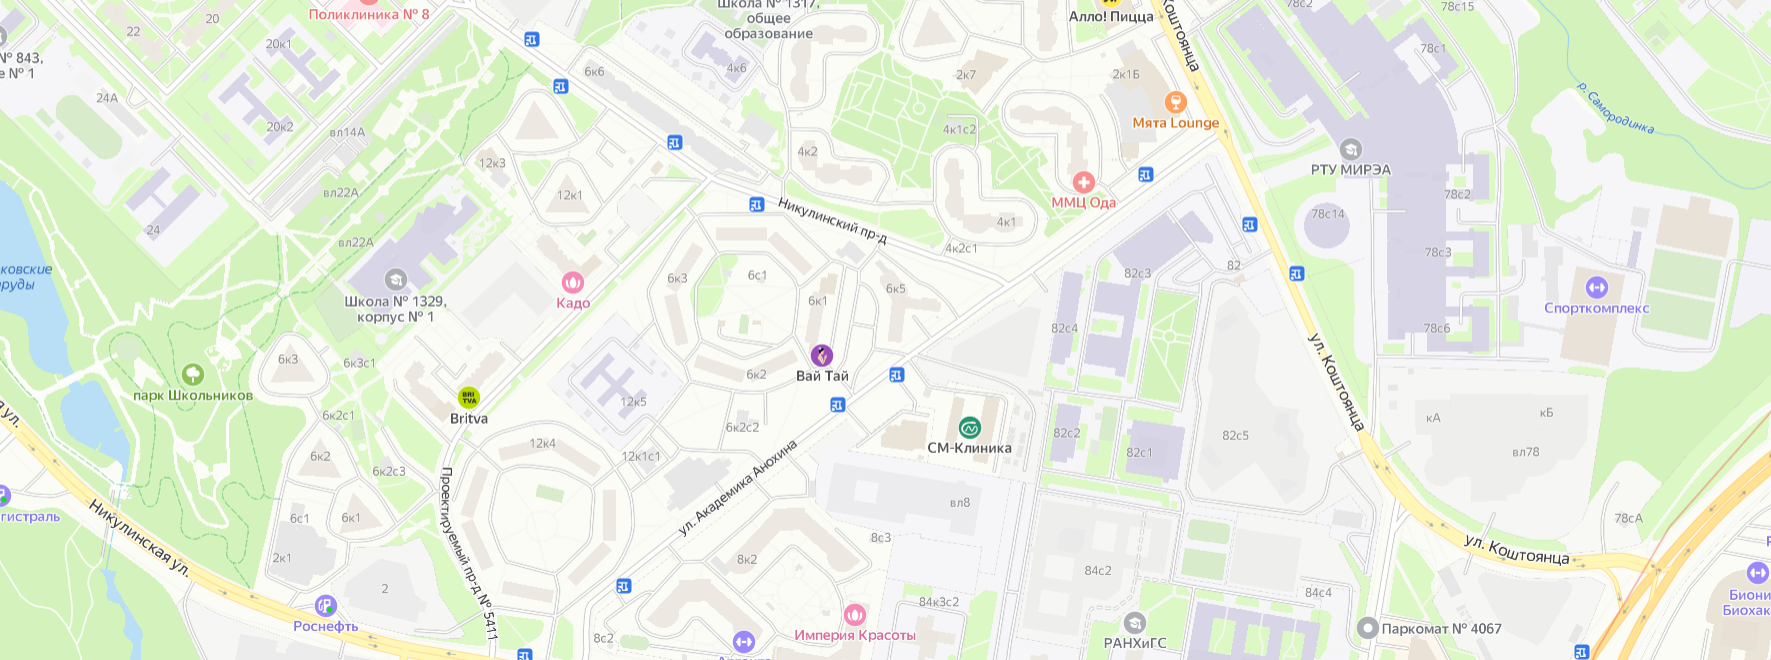 Поликлиника № 8
22
20
20к1
№ 843,
е № 1
24А
20к2
вл14А
24
вл22А
вл22А
12к3
12к1
6к6
4к6
Школа № 1317,
общее
образование
Алло! Пицца
2к7
2к1Б
Мята Lounge
4к1с2
4к2
ММЦ Ода
4к1
4к2с1
Никулинский пр-д
ул. Коштоянца
78с2
78с15
78с1
р. Самородинка
РТУ МИРЭА
78с2
78с14
78с3
78с6
Спорткомплекс
ковские
руды
Школа № 1329,
корпус № 1
Кадо
6к3
6с1
6к1
6к5
6к2
Вай Тай
82с3
82
82с4
82с2
82с1
82с5
6к3
6к3с1
парк Школьников
Britva
BRI
TVA
12к5
6к2с1
6к2
6к2с3
12к4
12к1с1
6к2с2
СМ-Клиника
ул. Академика Анохина
ул. Коштоянца
кА
кБ
вл78
78сА
вл8
гистраль
Никулинская ул.
6с1
6к1
2к1
2
Роснефть
Проектируемый пр-д № 5411
8к2
8с3
8с2
84к3с2
84с2
84с4
Империя Красоты
РАНХиГС
Паркомат № 4067
ул. Коштоянца
Биони
Биохак